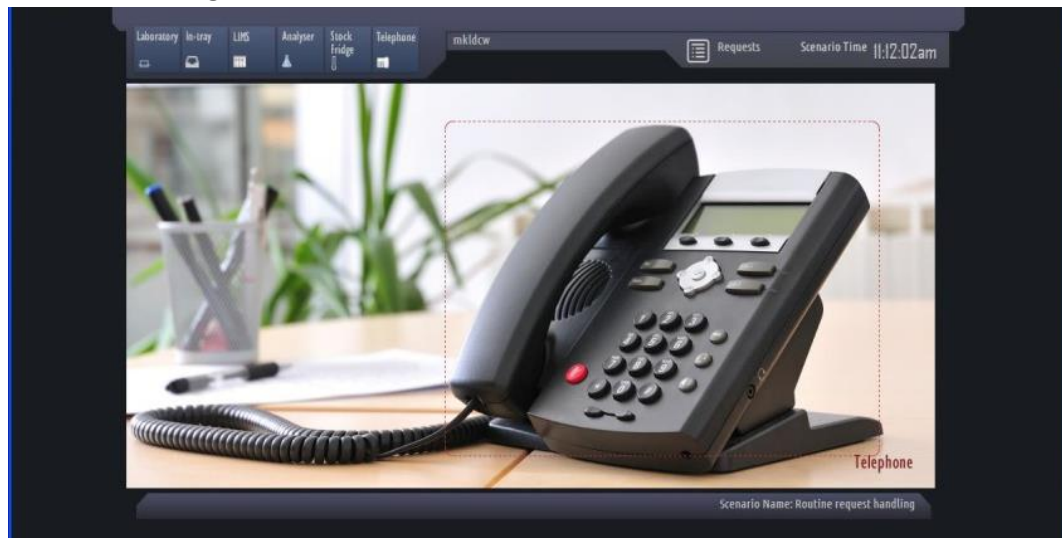 Laboratory In-tray LIMS Analyser Stock Fridge Telephone
mkldcw
Requests Scenario Time 11:12:02am
Telephone
Scenario Name: Routine request handling